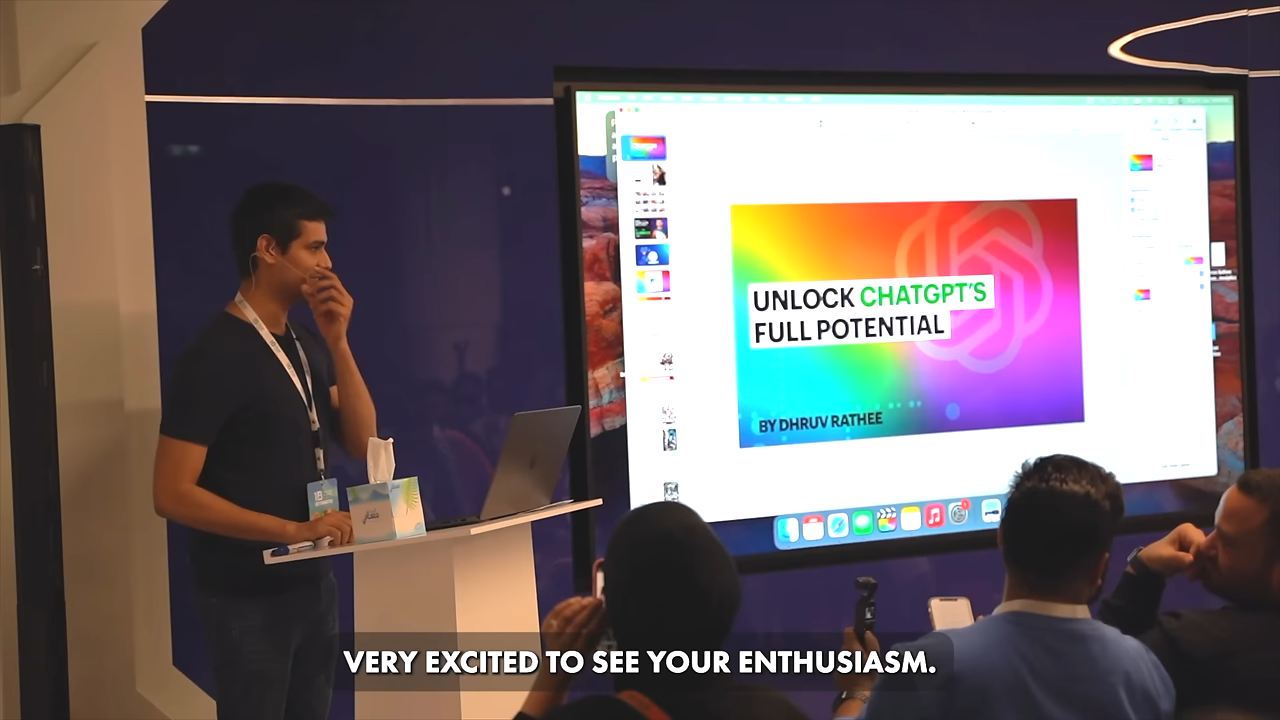 UNLOCK CHATGPT'S
FULL POTENTIAL
BY DHRUV RATHEE
VERY EXCITED TO SEE YOUR ENTHUSIASM.